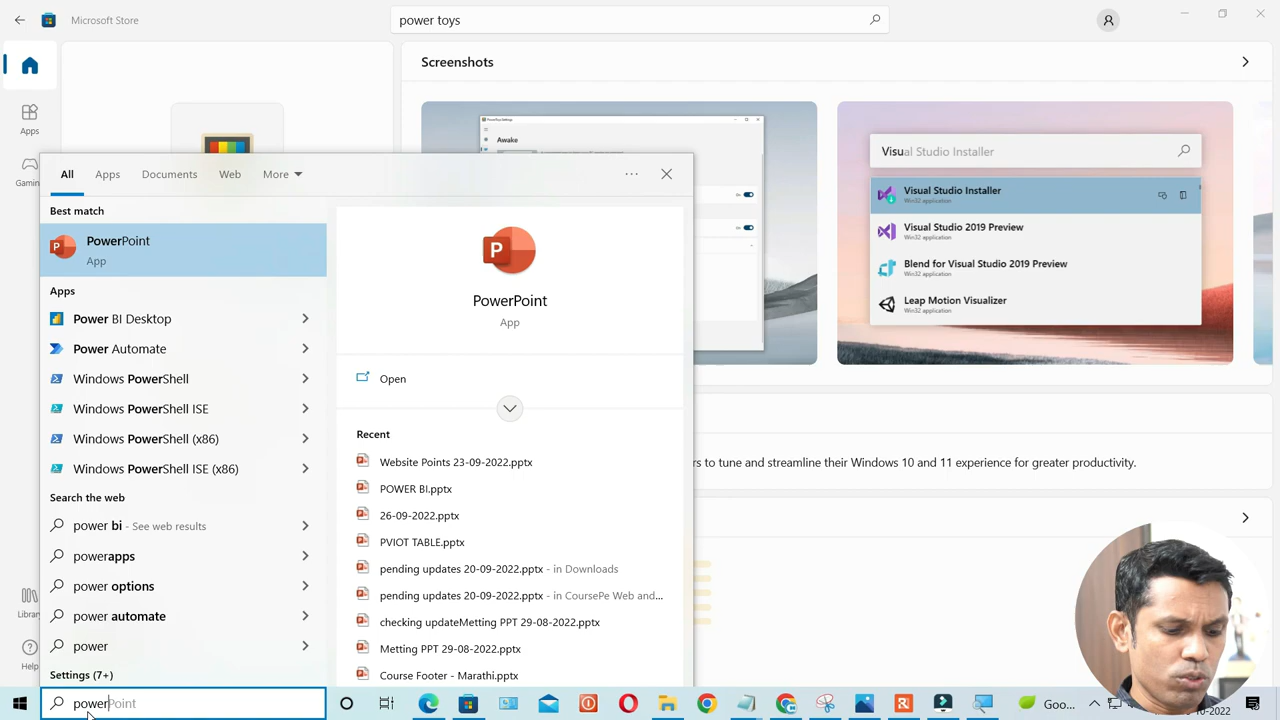 Microsoft Store
power toys
Screenshots
Apps
Gamin
PowerToys Settings
Awake
Visual Studio Installer
Visual Studio Installer
Win32 application
Visual Studio 2019 Preview
Win32 application
Blend for Visual Studio 2019 Preview
Win32 application
Leap Motion Visualizer
Win32 application
All
Apps
Documents
Web
More
Best match
PowerPoint
App
Apps
Power BI Desktop
Power Automate
Windows PowerShell
Windows PowerShell ISE
Windows PowerShell (x86)
Windows PowerShell ISE (x86)
Search the web
power bi - See web results
powerapps
power options
power automate
power
Settings (7+)
PowerPoint
App
Open
Recent
Website Points 23-09-2022.pptx
POWER BI.pptx
26-09-2022.pptx
PVIOT TABLE.pptx
pending updates 20-09-2022.pptx - in Downloads
pending updates 20-09-2022.pptx - in CoursePe Web and...
checking updateMetting PPT 29-08-2022.pptx
Metting PPT 29-08-2022.pptx
Course Footer - Marathi.pptx
rs to tune and streamline their Windows 10 and 11 experience for greater productivity.
Librar
Help
powerPoint
Goo...
10-2022